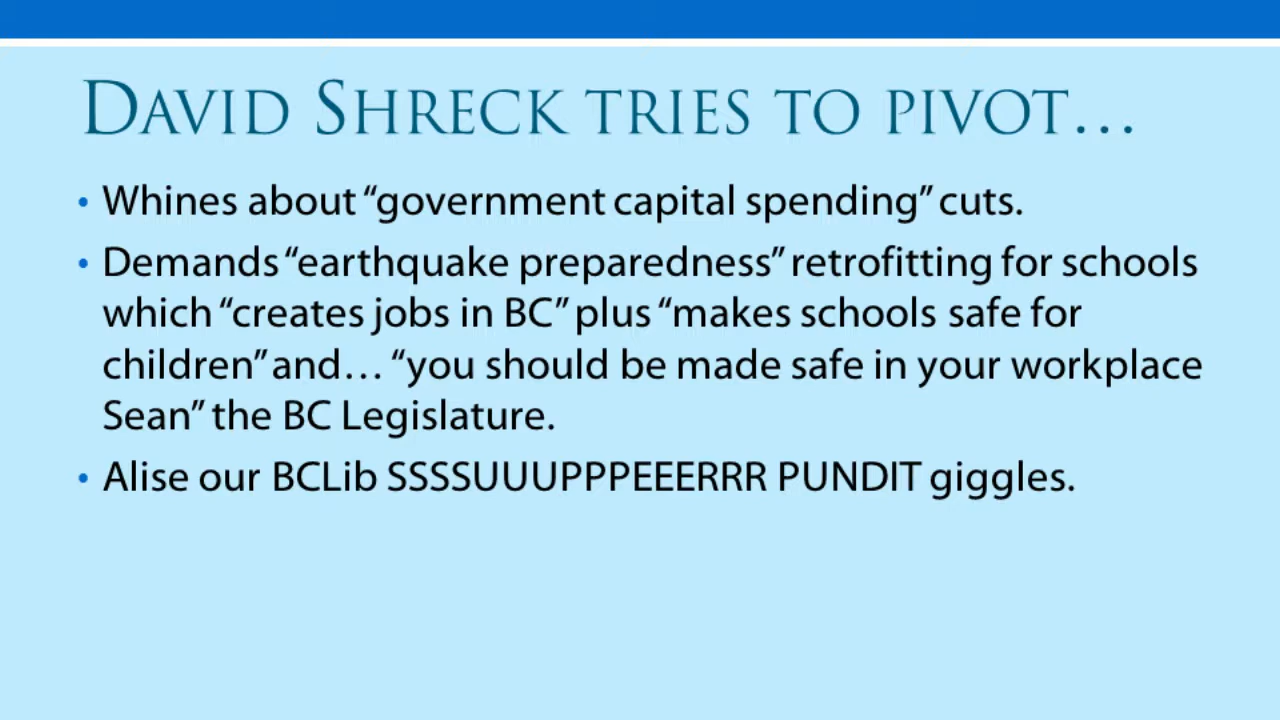 DAVID SHRECK TRIES TO PIVOT…
• Whines about “government capital spending” cuts.
• Demands “earthquake preparedness” retrofitting for schools
which “creates jobs in BC” plus “makes schools safe for
children” and… “you should be made safe in your workplace
Sean” the BC Legislature.
• Alise our BCLib SSSSUUUPPPEEERRR PUNDIT giggles.